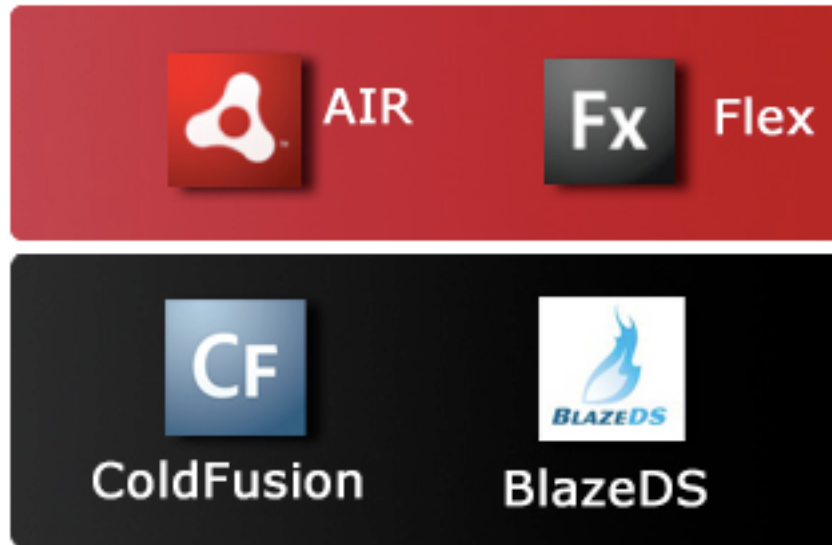 AIR
Fx
Flex
CF
BLAZEDS
ColdFusion
BlazeDS